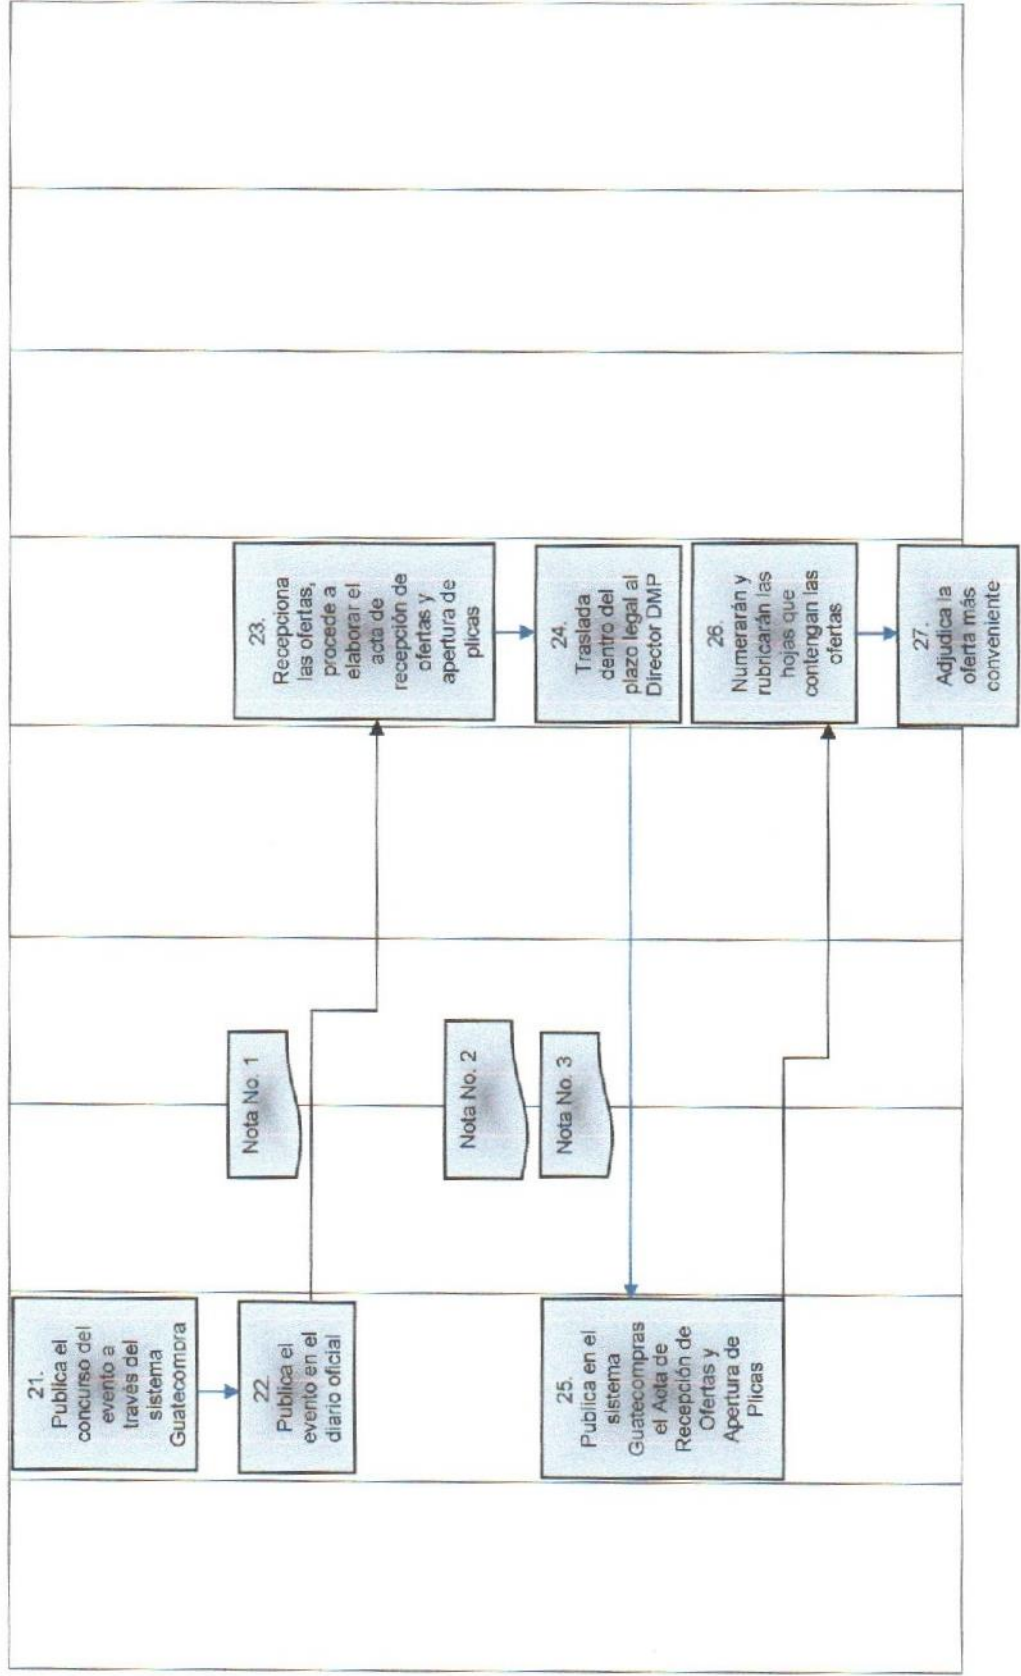 21.
Publica el
concurso del
evento a
través del
sistema
Guatecompra
22.
Publica el
evento en el
diario oficial
Nota No. 1
23.
Recepciona
las ofertas,
procede a
elaborar el
acta de
recepción de
ofertas y
apertura de
plicas
Nota No. 2
24.
Traslada
dentro del
plazo legal al
Director DMP
Nota No. 3
25.
Publica en el
sistema
Guatecompras
el Acta de
Recepción de
Ofertas y
Apertura de
Plicas
26.
Numerarán y
rubricarán las
hojas que
contengan las
ofertas
27.
Adjudica la
oferta más
conveniente